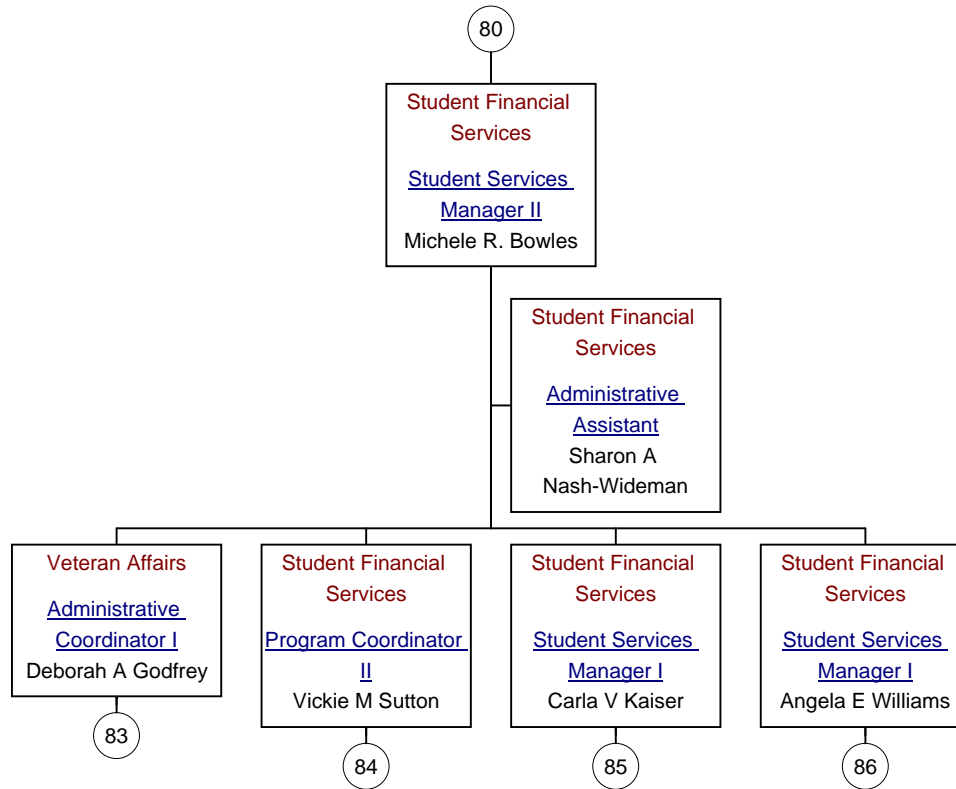 80
Student Financial
Services
Student Services
Manager II
Michele R. Bowles
Student Financial
Services
Administrative
Assistant
Sharon A
Nash-Wideman
Veteran Affairs
Administrative
Coordinator I
Deborah A Godfrey
83
Student Financial
Services
Program Coordinator
II
Vickie M Sutton
84
Student Financial
Services
Student Services
Manager I
Carla V Kaiser
85
Student Financial
Services
Student Services
Manager I
Angela E Williams
86